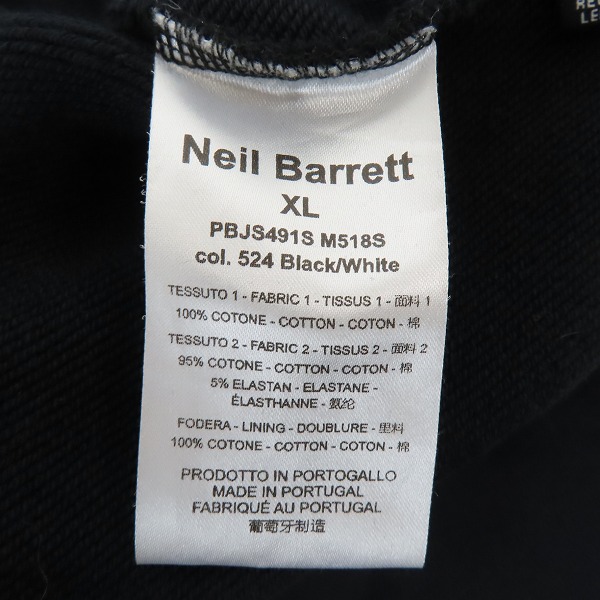 RE
LE
Neil Barrett
XL
PBJS491S M518S
col. 524 Black/White
TESSUTO 1 - FABRIC 1 - TISSUS 1 - 面料 1
100% COTONE - COTTON - COTON - 棉
TESSUTO 2 - FABRIC 2 - TISSUS 2 - 面料 2
95% COTONE - COTTON - COTON - 棉
5% ELASTAN - ELASTANE -
ÉLASTHANNE - 氨纶
FODERA - LINING - DOUBLURE - 里料
100% COTONE - COTTON - COTON - 棉
PRODOTTO IN PORTOGALLO
MADE IN PORTUGAL
FABRIQUÉ AU PORTUGAL
葡萄牙制造